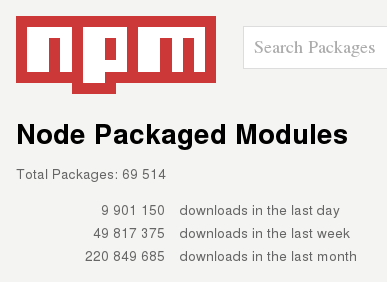 npm
Search Packages
Node Packaged Modules
Total Packages: 69 514
9 901 150 downloads in the last day
49 817 375 downloads in the last week
220 849 685 downloads in the last month